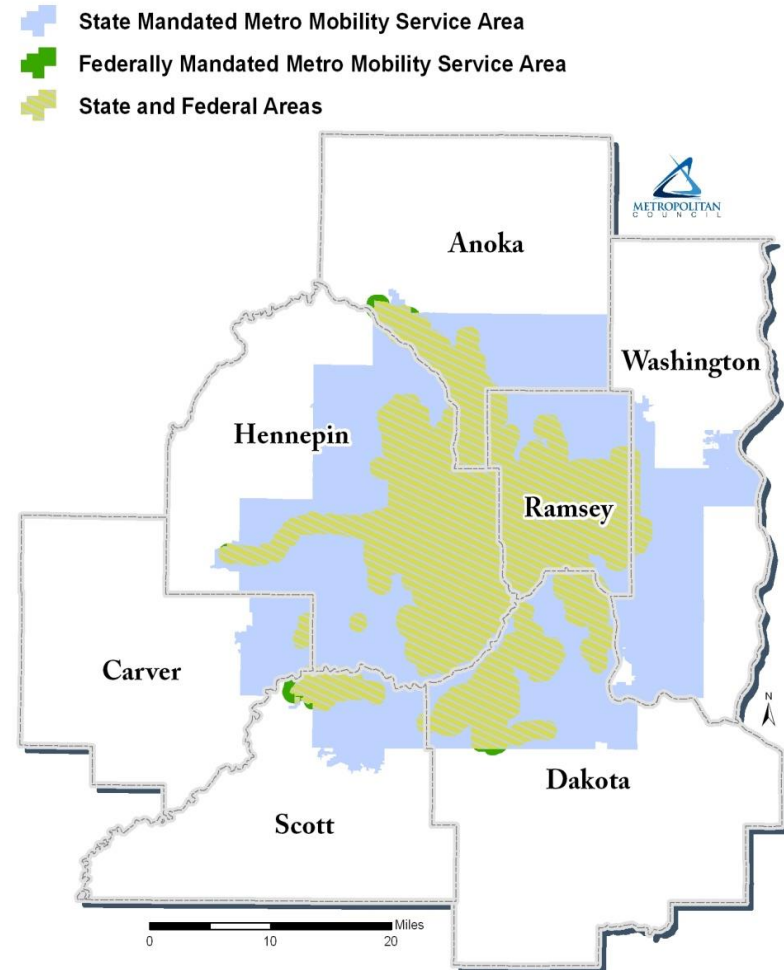 State Mandated Metro Mobility Service Area
Federally Mandated Metro Mobility Service Area
State and Federal Areas
METROPOLITAN
COUNCIL
Anoka
Washington
Hennepin
Ramsey
Carver
N
Dakota
Scott
Miles
0 10 20